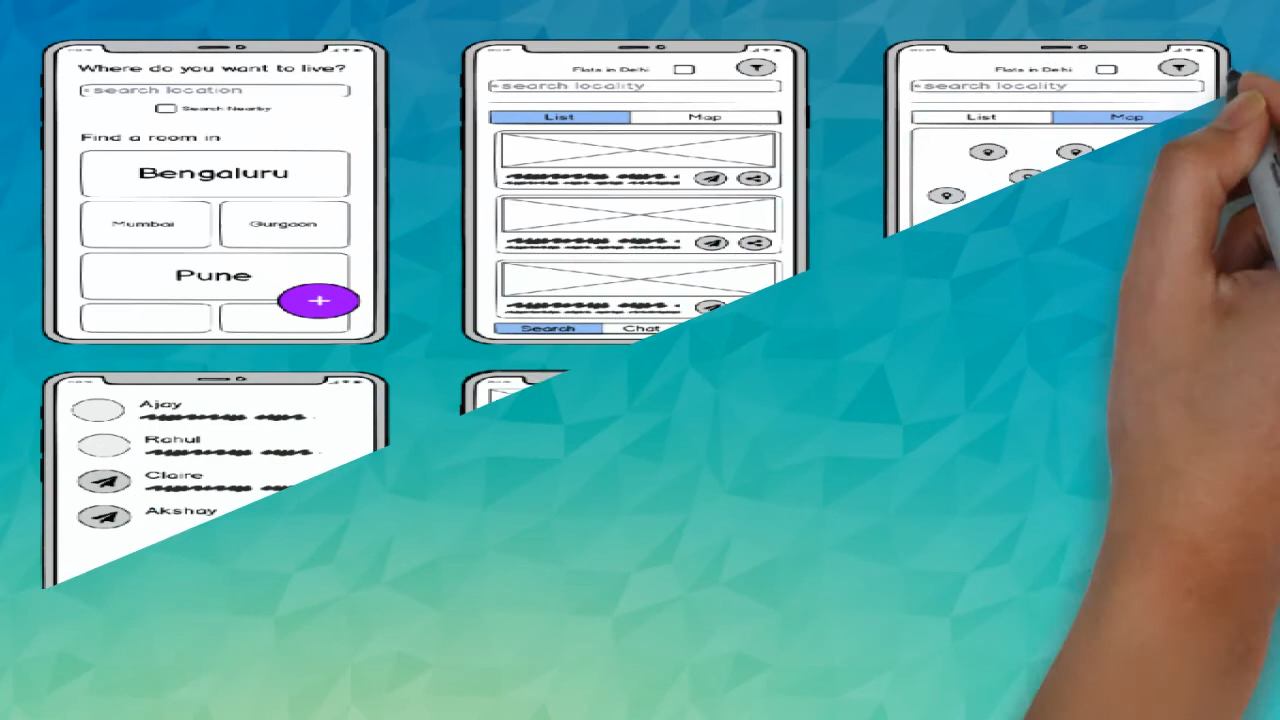 Where do you want to live?
search location
Search Nearby
Find a room in
Bengaluru
Mumbai
Gurgaon
Pune
+
Flats in Delhi
search locality
List
Map
Search
Chat
Flats in Delhi
search locality
List
Map
Ajay
Rahul
Claire
Akshay